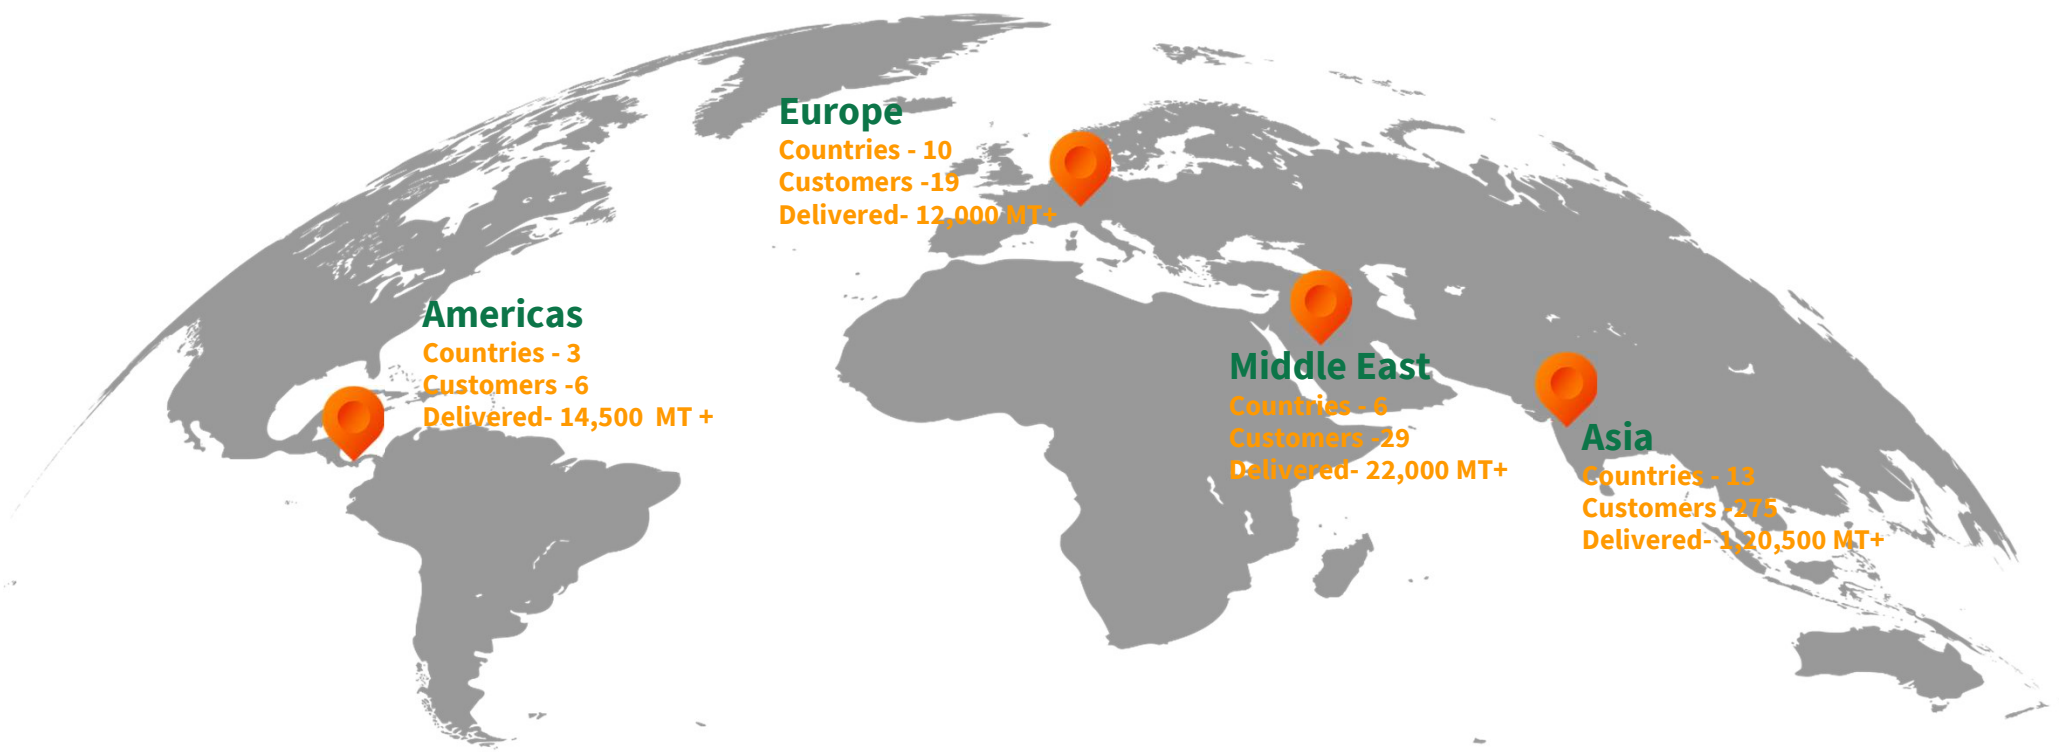 Europe
Countries - 10
Customers -19
Delivered- 12,000 MT+
Americas
Countries - 3
Customers -6
Delivered- 14,500  MT +
Middle East
Countries - 6
Customers -29
Delivered- 22,000 MT+
Asia
Countries - 13
Customers -275
Delivered- 1,20,500 MT+